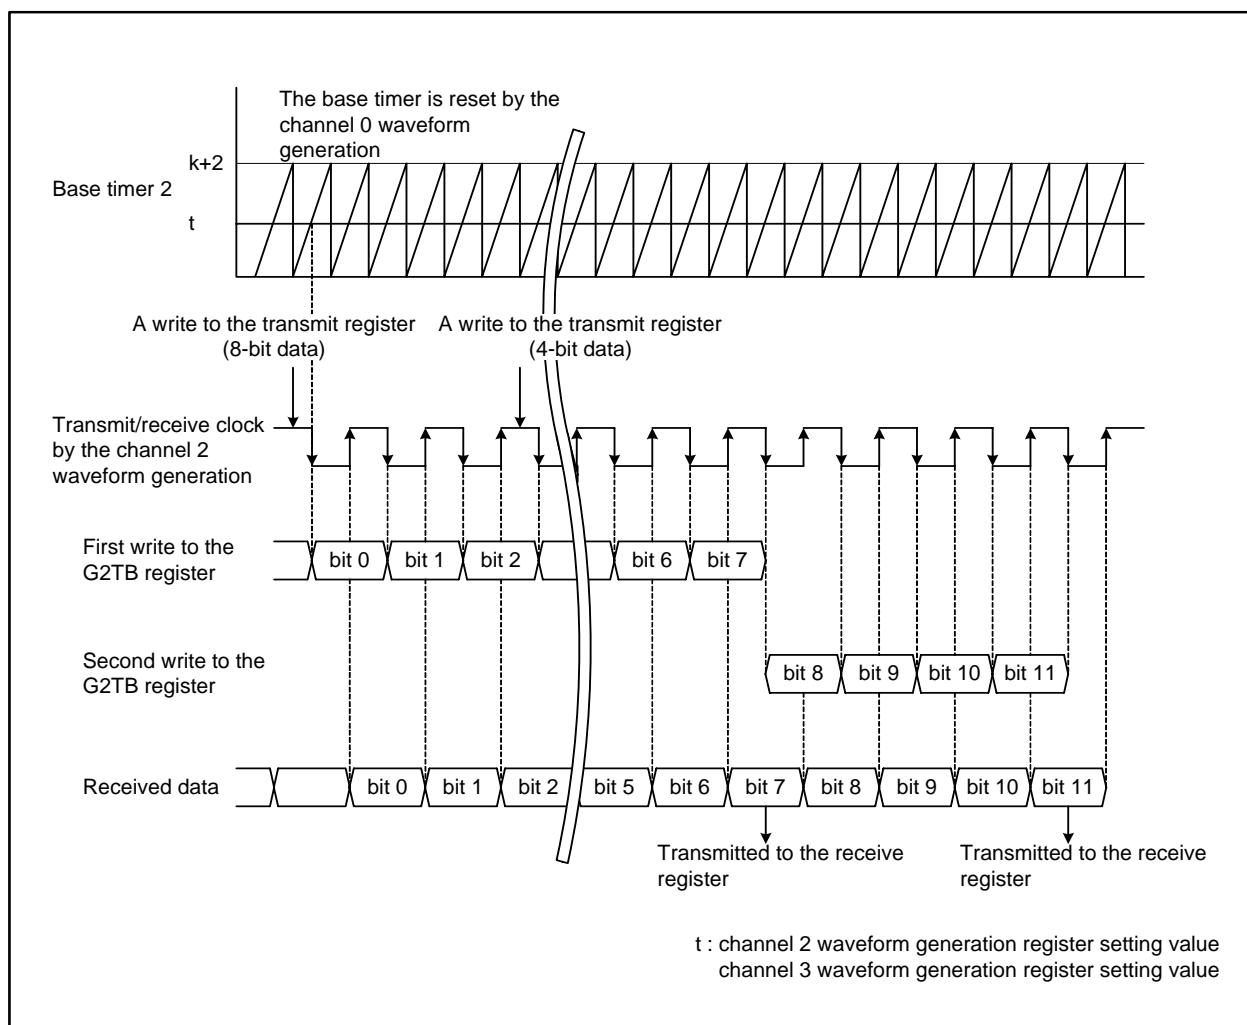 The base timer is reset by the
channel 0 waveform
generation
k+2
Base timer 2
t
A write to the transmit register
(8-bit data)
A write to the transmit register
(4-bit data)
Transmit/receive clock
by the channel 2
waveform generation
First write to the
G2TB register
bit 0 bit 1 bit 2 bit 6 bit 7
Second write to the
G2TB register
bit 8 bit 9 bit 10 bit 11
Received data
bit 0 bit 1 bit 2 bit 5 bit 6 bit 7 bit 8 bit 9 bit 10 bit 11
Transmitted to the receive
register
Transmitted to the receive
register
t : channel 2 waveform generation register setting value
channel 3 waveform generation register setting value